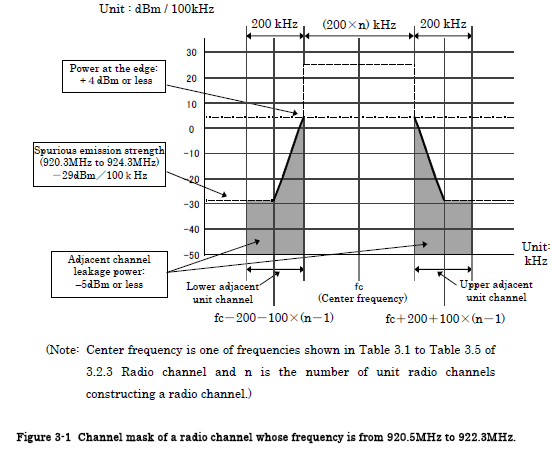 Unit : dBm / 100kHz
200 kHz (200×n) kHz 200 kHz
30
Power at the edge:
+4 dBm or less
20
10
0
Spurious emission strength
(920.3MHz to 924.3MHz)
−29dBm／100 k Hz
−10
−20
−30
−40
−50
Adjacent channel
leakage power:
−5dBm or less
Unit:
kHz
Lower adjacent
unit channel
fc
(Center frequency)
Upper adjacent
unit channel
fc−200−100×(n−1) fc+200+100×(n−1)
(Note: Center frequency is one of frequencies shown in Table 3.1 to Table 3.5 of
3.2.3 Radio channel and n is the number of unit radio channels
constructing a radio channel.)
Figure 3-1 Channel mask of a radio channel whose frequency is from 920.5MHz to 922.3MHz.